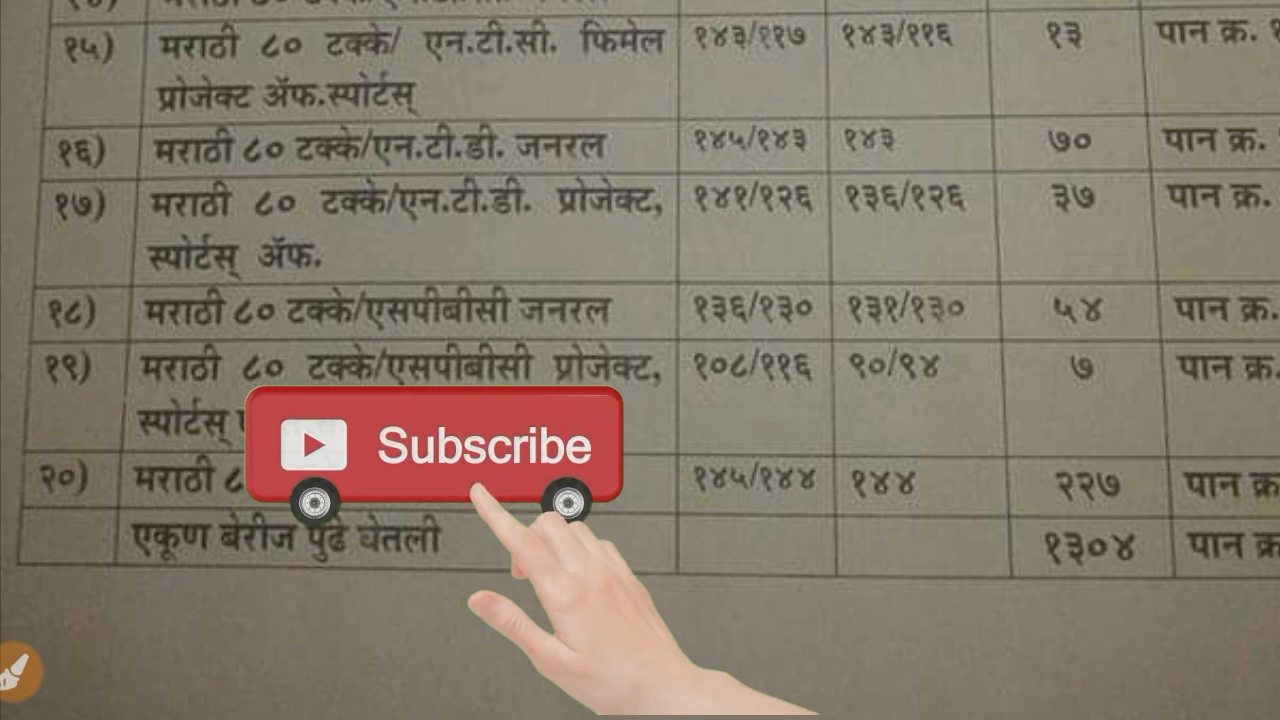 १५) मराठी ८० टक्के/ एन.टी.सी. फिमेल १४३/११७ १४३/११६ १३ पान क्र.
प्रोजेक्ट ॲफ.स्पोर्टस्
१६) मराठी ८० टक्के/एन.टी.डी. जनरल १४५/१४३ १४३ ७० पान क्र.
१७) मराठी ८० टक्के/एन.टी.डी. प्रोजेक्ट, १४१/१२६ १३६/१२६ ३७ पान क्र.
स्पोर्टस् ॲफ.
१८) मराठी ८० टक्के/एसपीबीसी जनरल १३६/१३० १३१/१३० ५४ पान क्र.
१९) मराठी ८० टक्के/एसपीबीसी प्रोजेक्ट, १०८/११६ ९०/९४ ७ पान क्र.
स्पोर्टस्
Subscribe
२०) मराठी ८ १४५/१४४ १४४ २२७ पान क्र
एकूण बेरीज पुढे घेतली १३०४ पान क्र